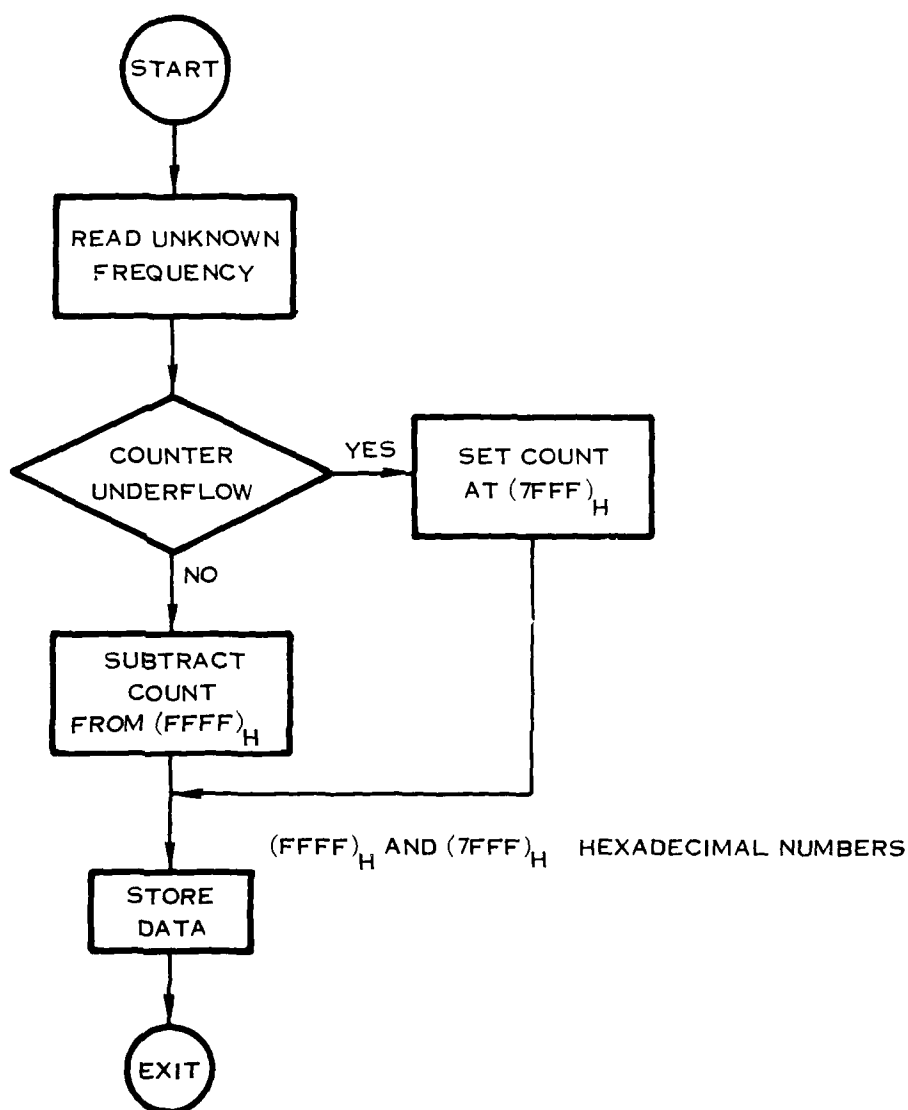 START
READ UNKNOWN
FREQUENCY
COUNTER
UNDERFLOW
YES
SET COUNT
AT (7FFF)H
NO
SUBTRACT
COUNT
FROM (FFFF)H
(FFFF)H AND (7FFF)H HEXADECIMAL NUMBERS
STORE
DATA
EXIT